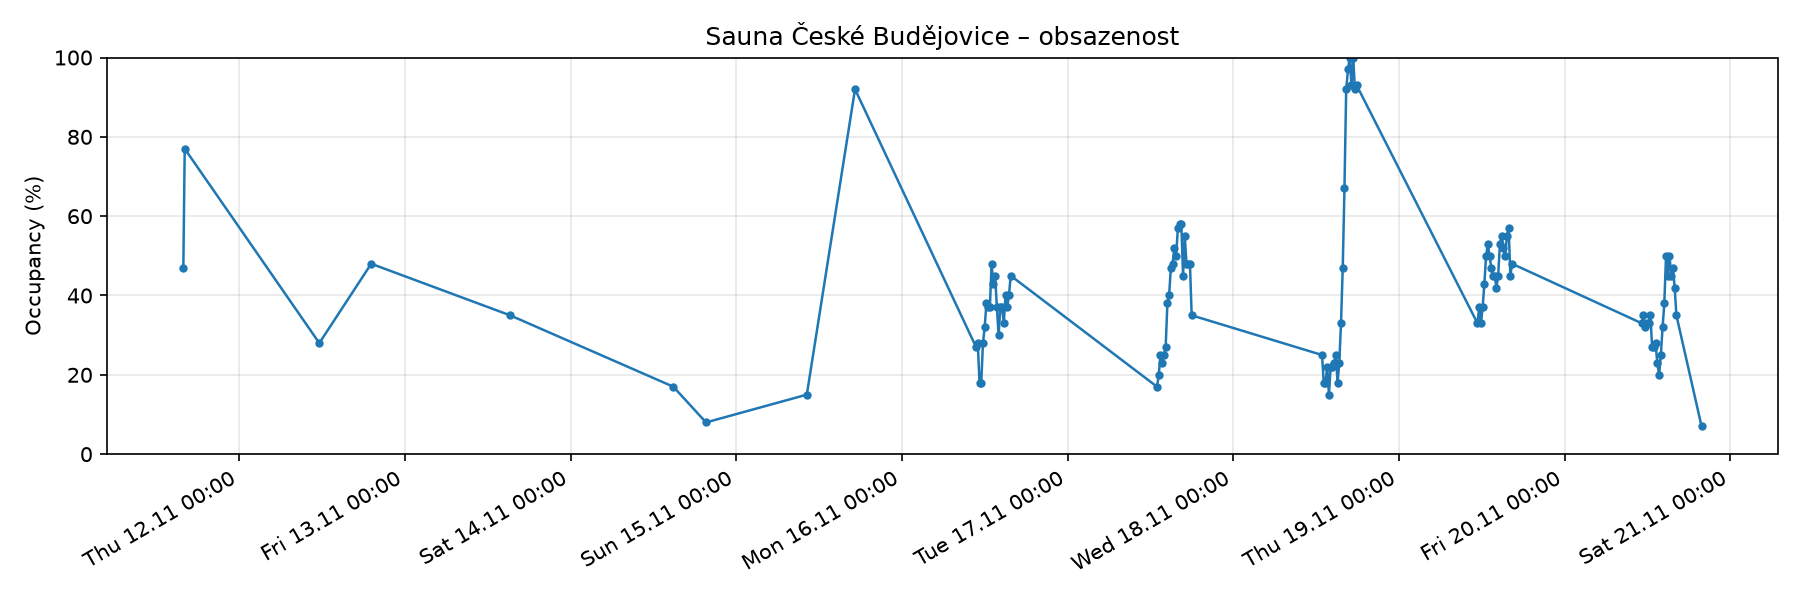 Sauna České Budějovice – obsazenost
Occupancy (%)
100
80
60
40
20
0
Thu 12.11 00:00
Fri 13.11 00:00
Sat 14.11 00:00
Sun 15.11 00:00
Mon 16.11 00:00
Tue 17.11 00:00
Wed 18.11 00:00
Thu 19.11 00:00
Fri 20.11 00:00
Sat 21.11 00:00